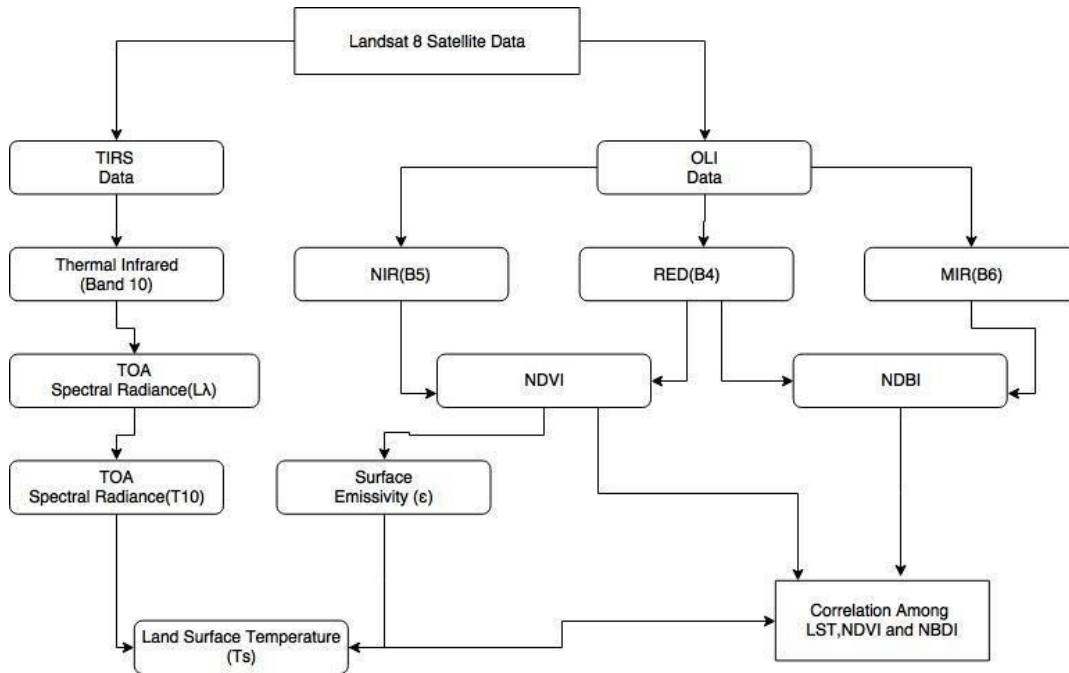 Landsat 8 Satellite Data
TIRS
Data
OLI
Data
Thermal Infrared
(Band 10)
NIR(B5)
RED(B4)
MIR(B6)
TOA
Spectral Radiance(Lλ)
NDVI
NDBI
TOA
Spectral Radiance(T10)
Surface
Emissivity (ε)
Land Surface Temperature
(Ts)
Correlation Among
LST,NDVI and NBDI